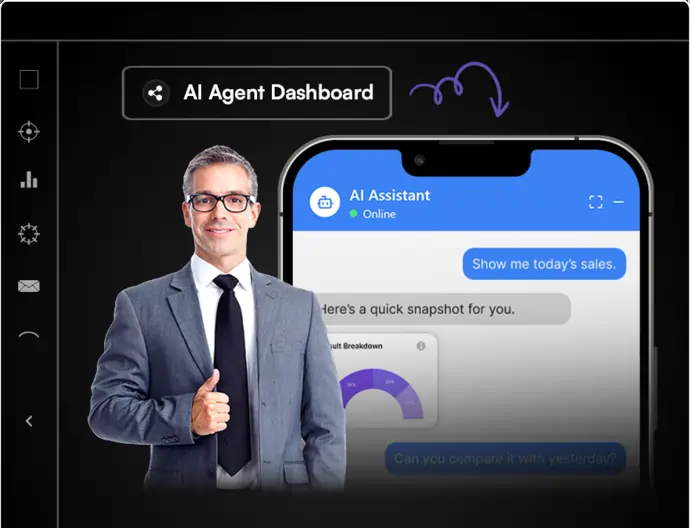 AI Agent Dashboard
AI Assistant
Online
Show me today's sales.
Here's a quick snapshot for you.
Breakdown
Can you compare it with yesterday?